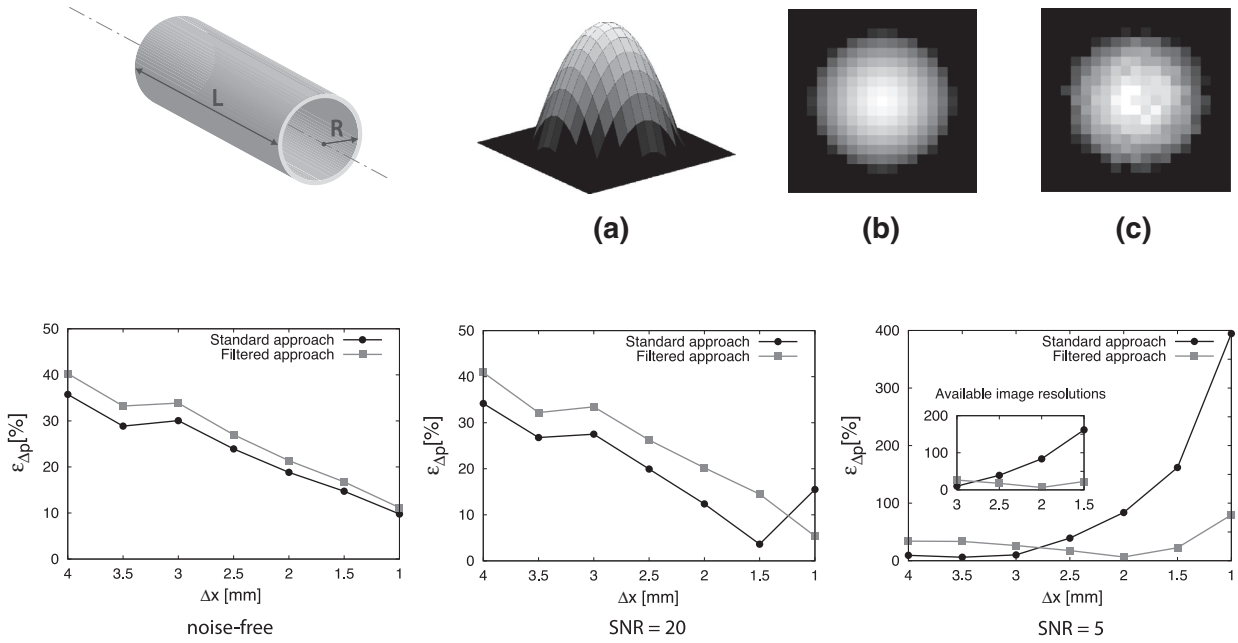 L
R
(a)
(b)
(c)
50
40
30
20
10
0
ε_Δp[%]
Standard approach
Filtered approach
4 3.5 3 2.5 2 1.5 1
Δx [mm]
noise-free
50
40
30
20
10
0
ε_Δp[%]
Standard approach
Filtered approach
4 3.5 3 2.5 2 1.5 1
Δx [mm]
SNR = 20
400
300
200
100
50
0
ε_Δp[%]
Standard approach
Filtered approach
Available image resolutions
200
100
0
3 2.5 2 1.5
4 3.5 3 2.5 2 1.5 1
Δx [mm]
SNR = 5